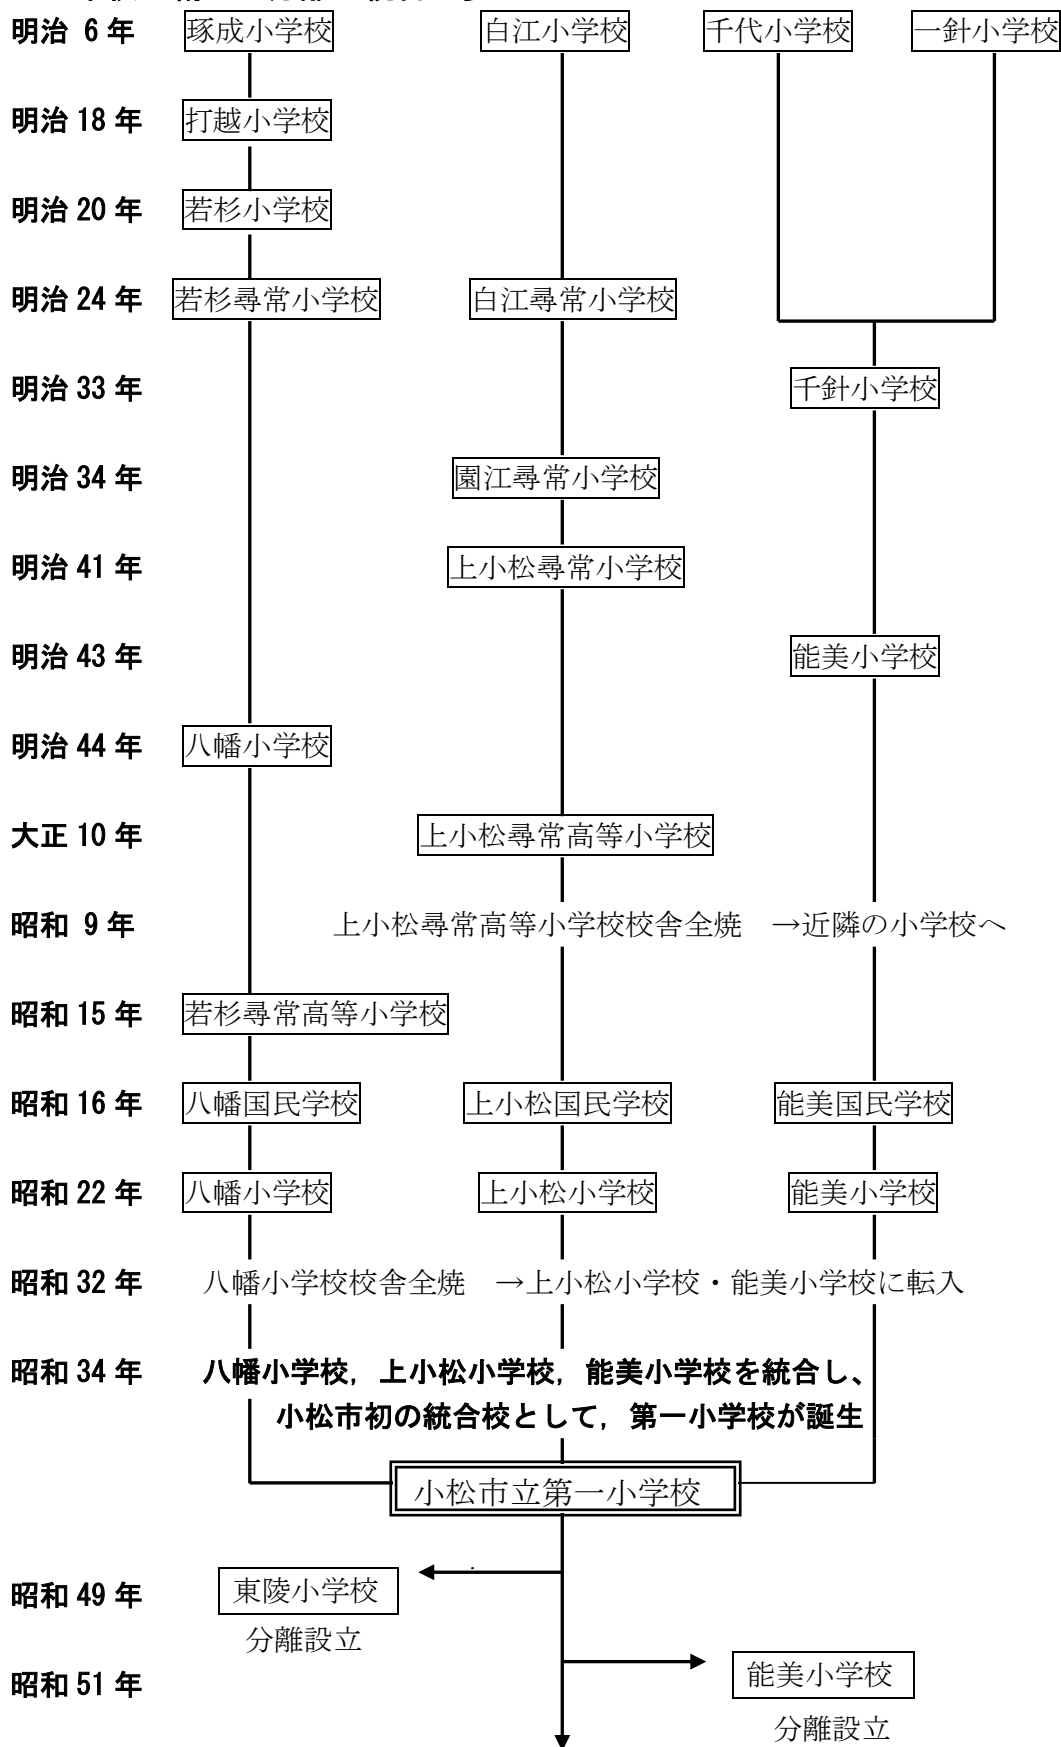 明治 6 年 琢成小学校 白江小学校 千代小学校 一針小学校
明治 18 年 打越小学校
明治 20 年 若杉小学校
明治 24 年 若杉尋常小学校 白江尋常小学校
明治 33 年 千針小学校
明治 34 年 園江尋常小学校
明治 41 年 上小松尋常小学校
明治 43 年 能美小学校
明治 44 年 八幡小学校
大正 10 年 上小松尋常高等小学校
昭和 9 年 上小松尋常高等小学校校舎全焼 →近隣の小学校へ
昭和 15 年 若杉尋常高等小学校
昭和 16 年 八幡国民学校 上小松国民学校 能美国民学校
昭和 22 年 八幡小学校 上小松小学校 能美小学校
昭和 32 年 八幡小学校校舎全焼 →上小松小学校・能美小学校に転入
昭和 34 年 八幡小学校，上小松小学校，能美小学校を統合し、
小松市初の統合校として，第一小学校が誕生
小松市立第一小学校
昭和 49 年 東陵小学校
分離設立
昭和 51 年 能美小学校
分離設立